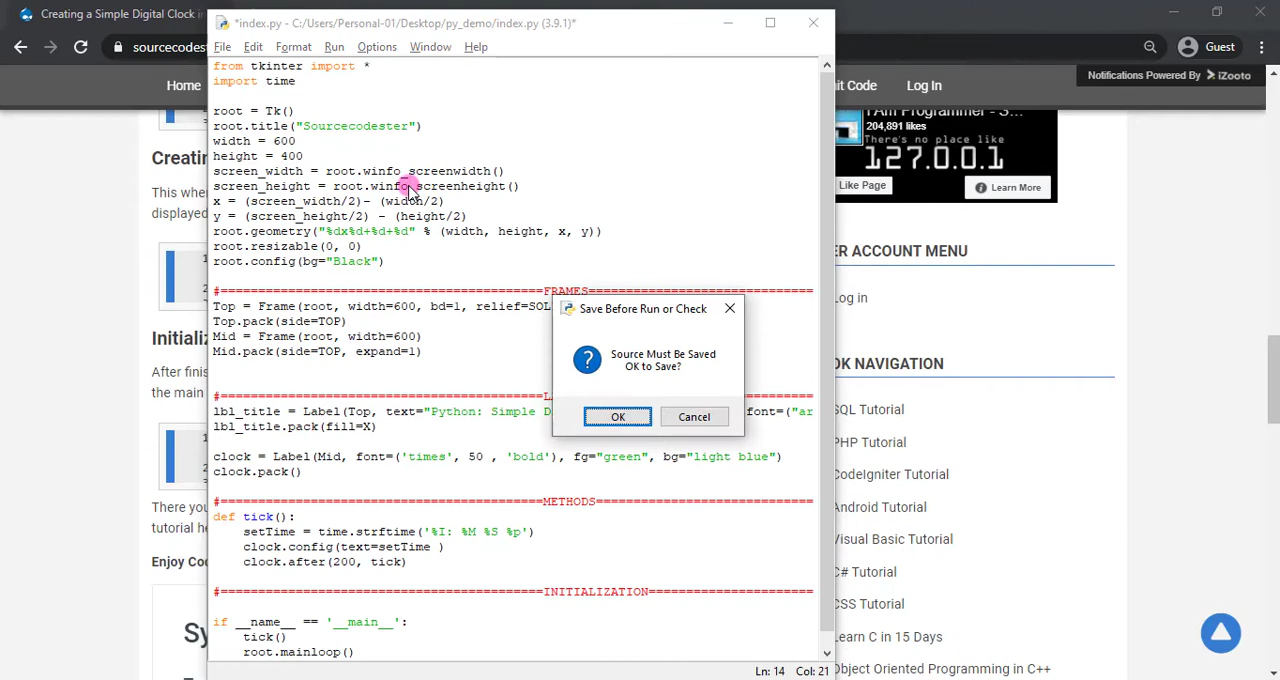 Creating a Simple Digital Clock in
sourcecodest
Guest
Notifications Powered By iZooto
Home
it Code
Log In
*index.py - C:/Users/Personal-01/Desktop/py_demo/index.py (3.9.1)*
File Edit Format Run Options Window Help
from tkinter import *
import time
root = Tk()
root.title("Sourcecodester")
width = 600
height = 400
screen_width = root.winfo_screenwidth()
screen_height = root.winfo_screenheight()
x = (screen_width/2)- (width/2)
y = (screen_height/2) - (height/2)
root.geometry("%dx%d+%d+%d" % (width, height, x, y))
root.resizable(0, 0)
root.config(bg="Black")
#============================================FRAMES=============================
Top = Frame(root, width=600, bd=1, relief=SOL
Top.pack(side=TOP)
Mid = Frame(root, width=600)
Mid.pack(side=TOP, expand=1)
#============================================L
lbl_title = Label(Top, text="Python: Simple D
font=("ar
lbl_title.pack(fill=X)
clock = Label(Mid, font=('times', 50 , 'bold'), fg="green", bg="light blue")
clock.pack()
#============================================METHODS=============================
def tick():
setTime = time.strftime('%I: %M %S %p')
clock.config(text=setTime )
clock.after(200, tick)
#============================================INITIALIZATION======================
if __name__ == '__main__':
tick()
root.mainloop()
Ln: 14 Col: 21
Save Before Run or Check
Source Must Be Saved
OK to Save?
OK
Cancel
Creatin
This whe
displayed
Initializ
After finis
the main
There you
tutorial he
Enjoy Co
Sy
I Am Programmer - S...
204,891 likes
There's no place like
127.0.0.1
Like Page
Learn More
ER ACCOUNT MENU
og in
OK NAVIGATION
SQL Tutorial
PHP Tutorial
CodeIgniter Tutorial
Android Tutorial
Visual Basic Tutorial
C# Tutorial
CSS Tutorial
Learn C in 15 Days
Object Oriented Programming in C++